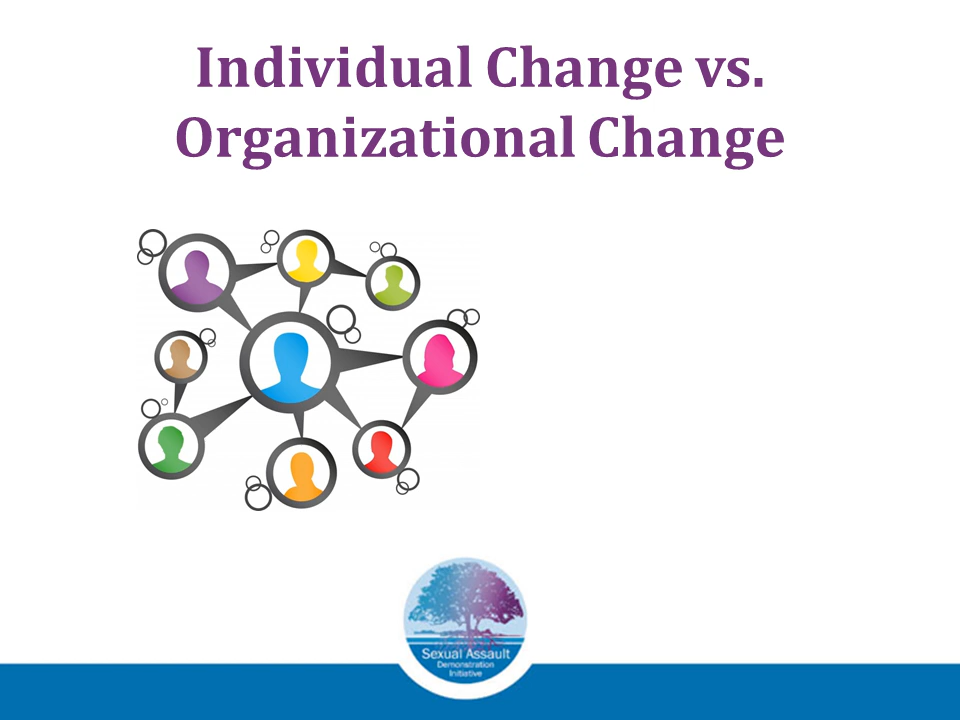 Individual Change vs.
Organizational Change
Sexual Assault
Demonstration
Initiative